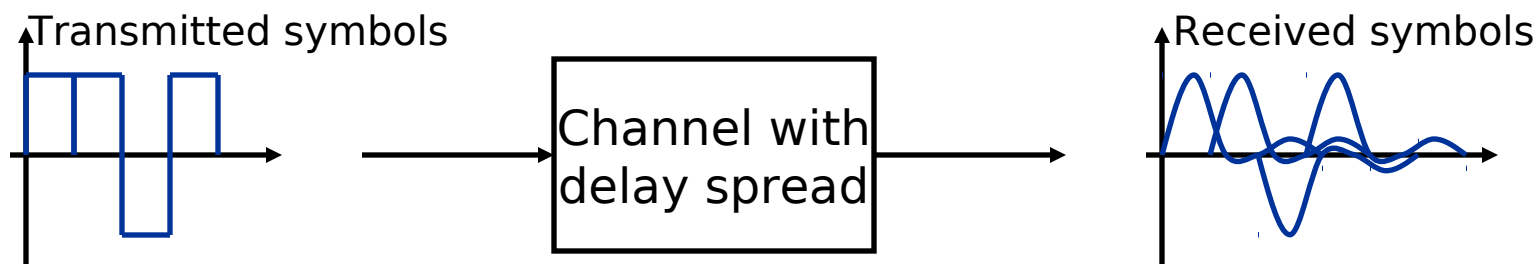 Transmitted symbols
Channel with
delay spread
Received symbols